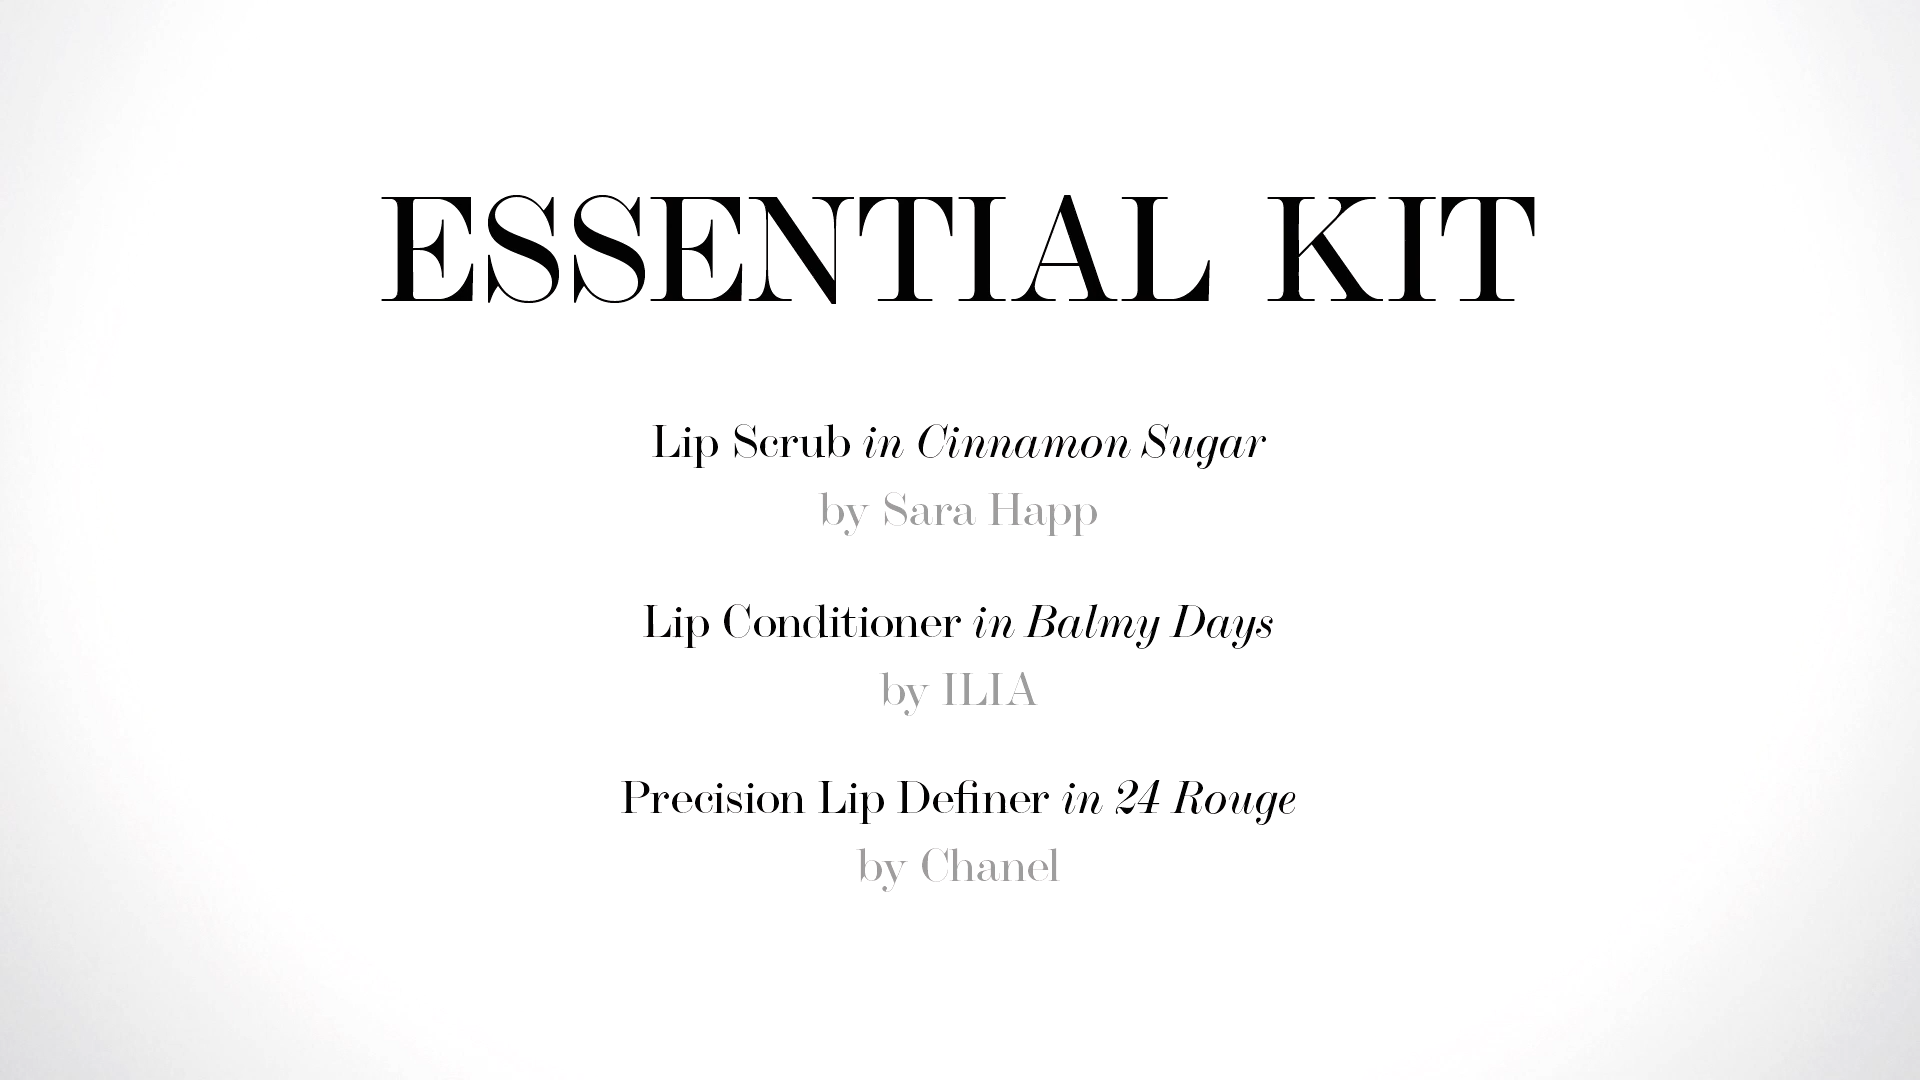 ESSENTIAL KIT
Lip Scrub in Cinnamon Sugar
by Sara Happ
Lip Conditioner in Balmy Days
by ILIA
Precision Lip Definer in 24 Rouge
by Chanel